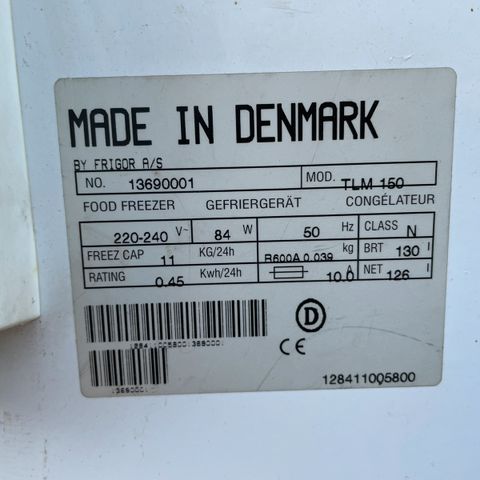 MADE IN DENMARK
BY FRIGOR A/S
NO. 13690001 MOD. TLM 150
FOOD FREEZER GEFRIERGERÄT CONGÉLATEUR
220-240 V~ 84 W 50 Hz CLASS N
FREEZ CAP 11 KG/24h R600A 0.039 kg BRT 130 l
RATING 0.45 Kwh/24h 10.0 A NET 126 l
D
CE
128411005800